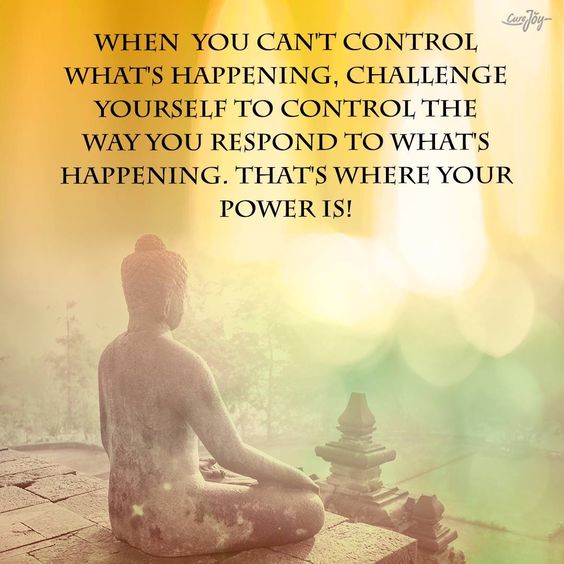 CureJoy
WHEN YOU CAN'T CONTROL
WHAT'S HAPPENING, CHALLENGE
YOURSELF TO CONTROL THE
WAY YOU RESPOND TO WHAT'S
HAPPENING. THAT'S WHERE YOUR
POWER IS!